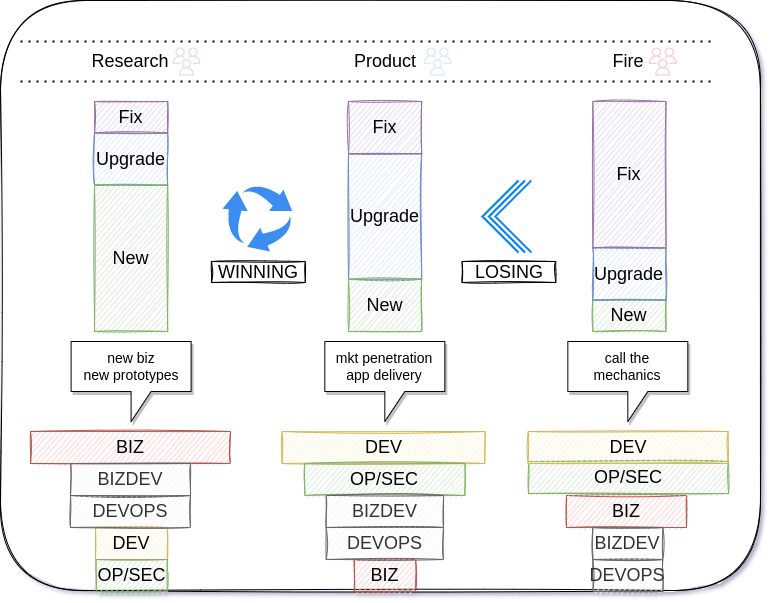 Research
Product
Fire
Fix
Upgrade
New
WINNING
Fix
Upgrade
New
LOSING
Fix
Upgrade
New
new biz
new prototypes
mkt penetration
app delivery
call the
mechanics
BIZ
BIZDEV
DEVOPS
DEV
OP/SEC
DEV
OP/SEC
BIZDEV
DEVOPS
BIZ
DEV
OP/SEC
BIZ
BIZDEV
DEVOPS